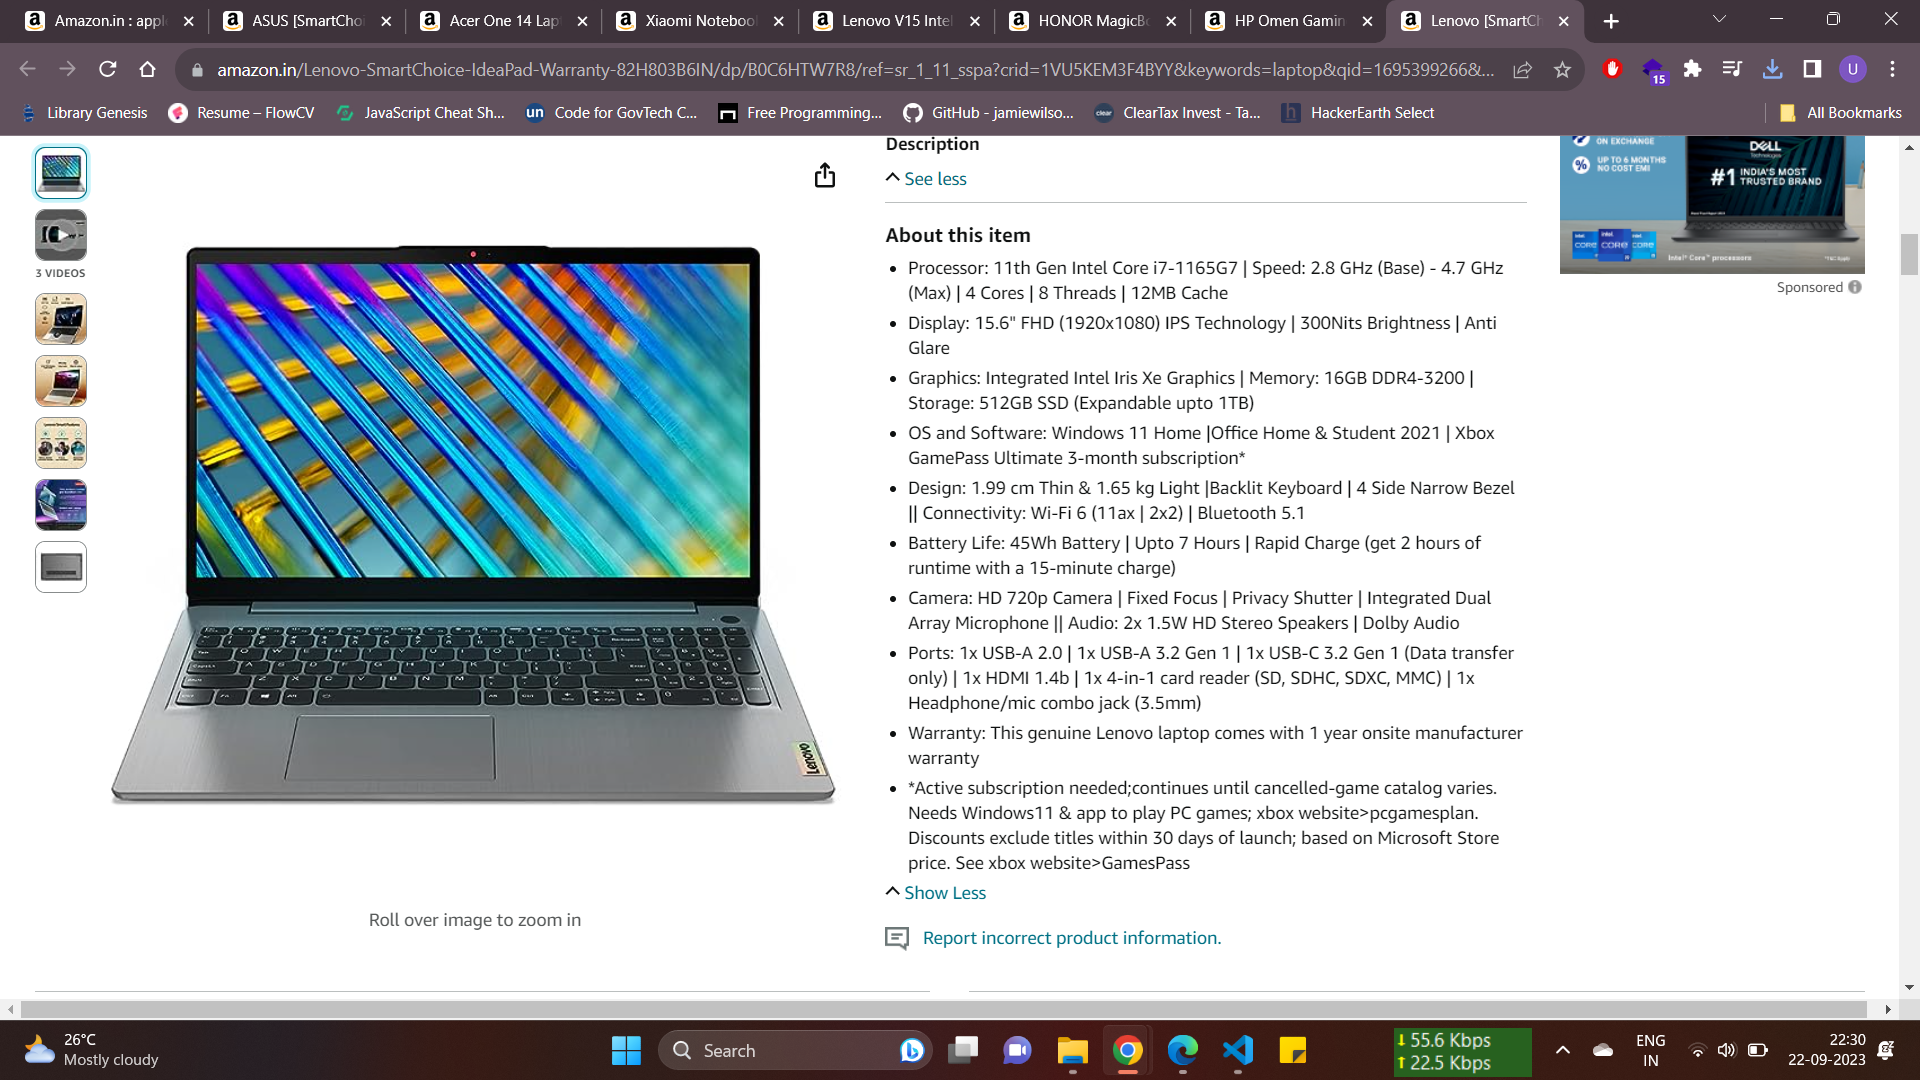 Amazon.in : appl
ASUS [SmartChoi
Acer One 14 Lap
Xiaomi Notebook
Lenovo V15 Intel
HONOR MagicBo
HP Omen Gamin
Lenovo [SmartCh
amazon.in/Lenovo-SmartChoice-IdeaPad-Warranty-82H803B6IN/dp/B0C6HTW7R8/ref=sr_1_11_sspa?crid=1VU5KEM3F4BYY&keywords=laptop&qid=1695399266&...
15
U
Library Genesis
Resume – FlowCV
JavaScript Cheat Sh...
un Code for GovTech C...
Free Programming...
GitHub - jamiewilso...
clear ClearTax Invest - Ta...
h HackerEarth Select
All Bookmarks
3 VIDEOS
Lenovo
Roll over image to zoom in
Description
See less
About this item
Processor: 11th Gen Intel Core i7-1165G7 | Speed: 2.8 GHz (Base) - 4.7 GHz
(Max) | 4 Cores | 8 Threads | 12MB Cache
Display: 15.6" FHD (1920x1080) IPS Technology | 300Nits Brightness | Anti
Glare
Graphics: Integrated Intel Iris Xe Graphics | Memory: 16GB DDR4-3200 |
Storage: 512GB SSD (Expandable upto 1TB)
OS and Software: Windows 11 Home |Office Home & Student 2021 | Xbox
GamePass Ultimate 3-month subscription*
Design: 1.99 cm Thin & 1.65 kg Light |Backlit Keyboard | 4 Side Narrow Bezel
|| Connectivity: Wi-Fi 6 (11ax | 2x2) | Bluetooth 5.1
Battery Life: 45Wh Battery | Upto 7 Hours | Rapid Charge (get 2 hours of
runtime with a 15-minute charge)
Camera: HD 720p Camera | Fixed Focus | Privacy Shutter | Integrated Dual
Array Microphone || Audio: 2x 1.5W HD Stereo Speakers | Dolby Audio
Ports: 1x USB-A 2.0 | 1x USB-A 3.2 Gen 1 | 1x USB-C 3.2 Gen 1 (Data transfer
only) | 1x HDMI 1.4b | 1x 4-in-1 card reader (SD, SDHC, SDXC, MMC) | 1x
Headphone/mic combo jack (3.5mm)
Warranty: This genuine Lenovo laptop comes with 1 year onsite manufacturer
warranty
*Active subscription needed;continues until cancelled-game catalog varies.
Needs Windows11 & app to play PC games; xbox website>pcgamesplan.
Discounts exclude titles within 30 days of launch; based on Microsoft Store
price. See xbox website>GamesPass
Show Less
Report incorrect product information.
ON EXCHANGE
% UP TO 6 MONTHS
NO COST EMI
DELL
Technologies
#1 INDIA'S MOST
TRUSTED BRAND
intel. CORE
Intel® Core™ processors
*T&C Apply
Sponsored
26°C
Mostly cloudy
Search
55.6 Kbps
22.5 Kbps
ENG
IN
22:30
22-09-2023